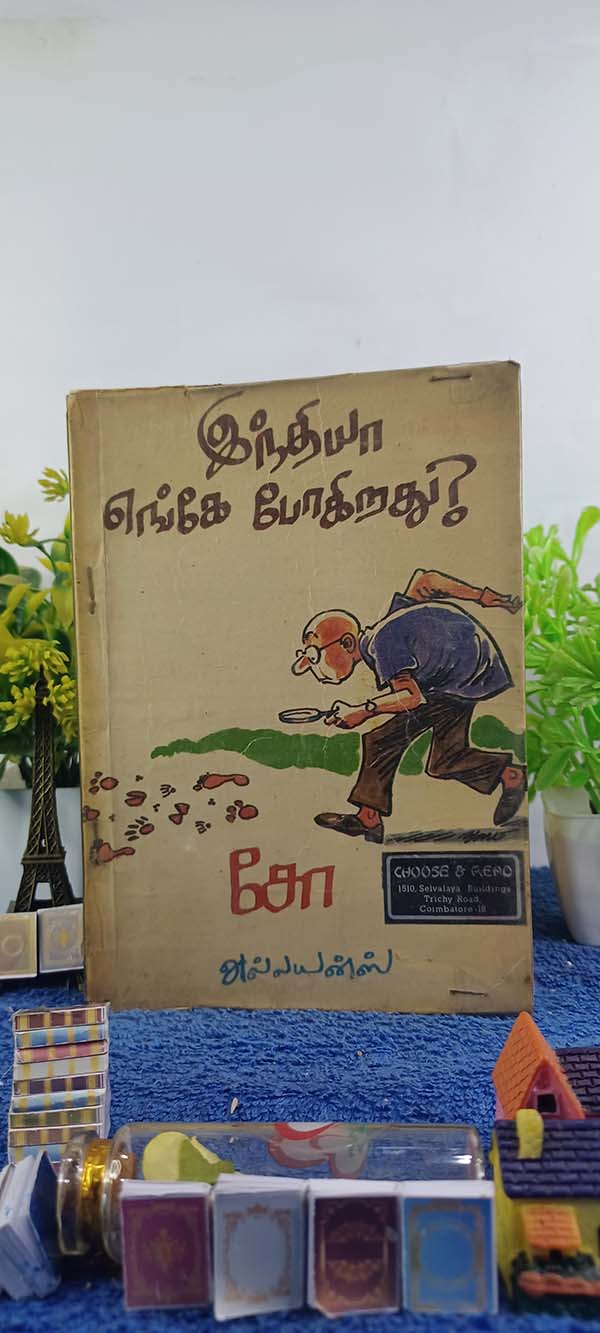 இந்தியா
எங்கே போகிறது?
சோ
CHOOSE & READ
1510, Selvalaya Buildings
Trichy Road,
Coimbatore-18
அல்லயன்ஸ்